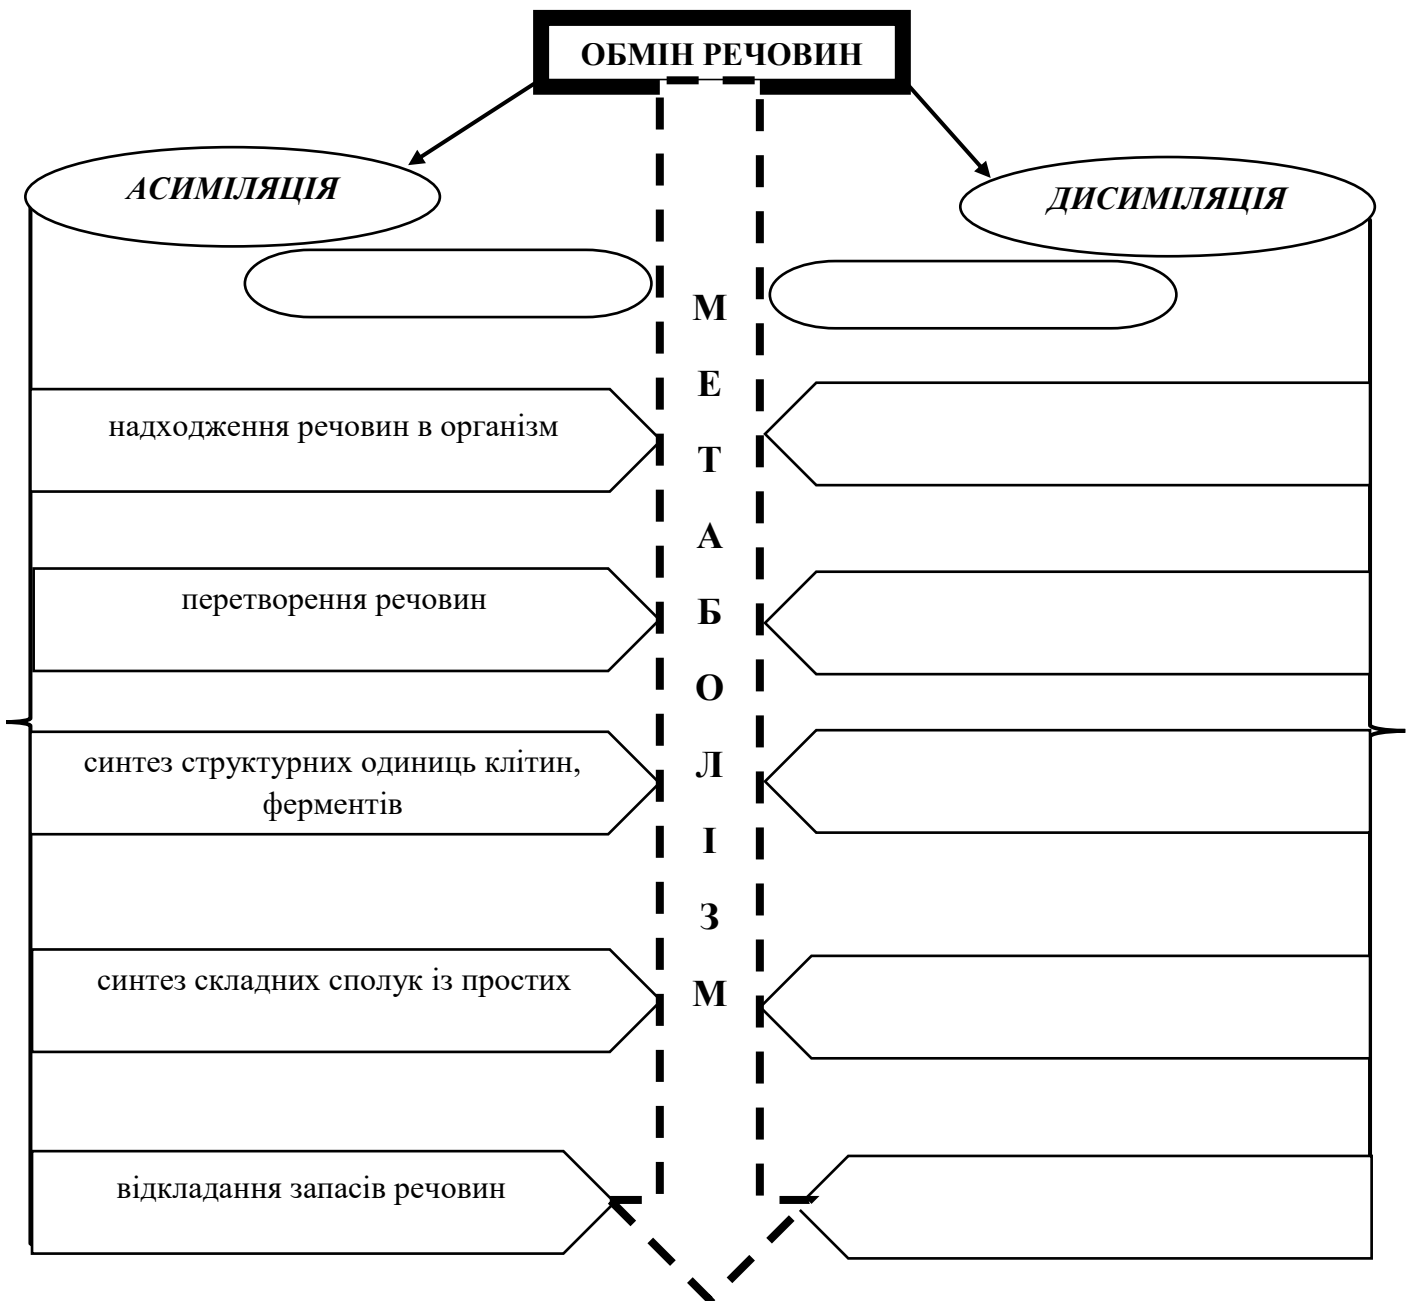 ОБМІН РЕЧОВИН
АСИМІЛЯЦІЯ
ДИСИМІЛЯЦІЯ
М
Е
Т
А
Б
О
Л
І
З
М
надходження речовин в організм
перетворення речовин
синтез структурних одиниць клітин,
ферментів
синтез складних сполук із простих
відкладання запасів речовин